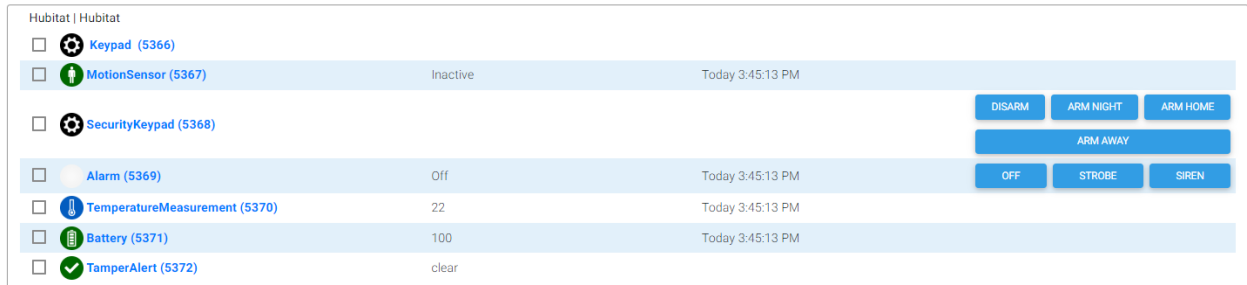 Hubitat | Hubitat
Keypad (5366)
MotionSensor (5367) Inactive Today 3:45:13 PM
DISARM ARM NIGHT ARM HOME
SecurityKeypad (5368)
ARM AWAY
Alarm (5369) Off Today 3:45:13 PM OFF STROBE SIREN
TemperatureMeasurement (5370) 22 Today 3:45:13 PM
Battery (5371) 100 Today 3:45:13 PM
TamperAlert (5372) clear